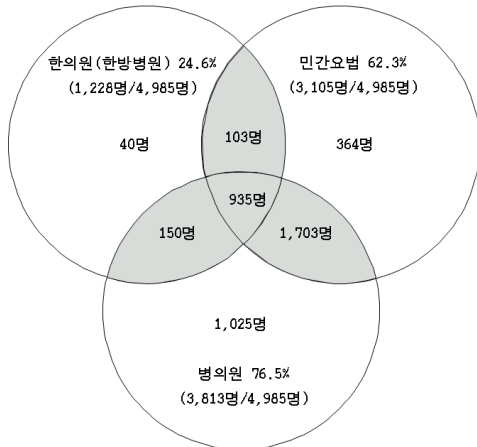 한의원(한방병원) 24.6%
(1,228명/4,985명)
민간요법 62.3%
(3,105명/4,985명)
40명
103명
364명
935명
150명
1,703명
1,025명
병의원 76.5%
(3,813명/4,985명)